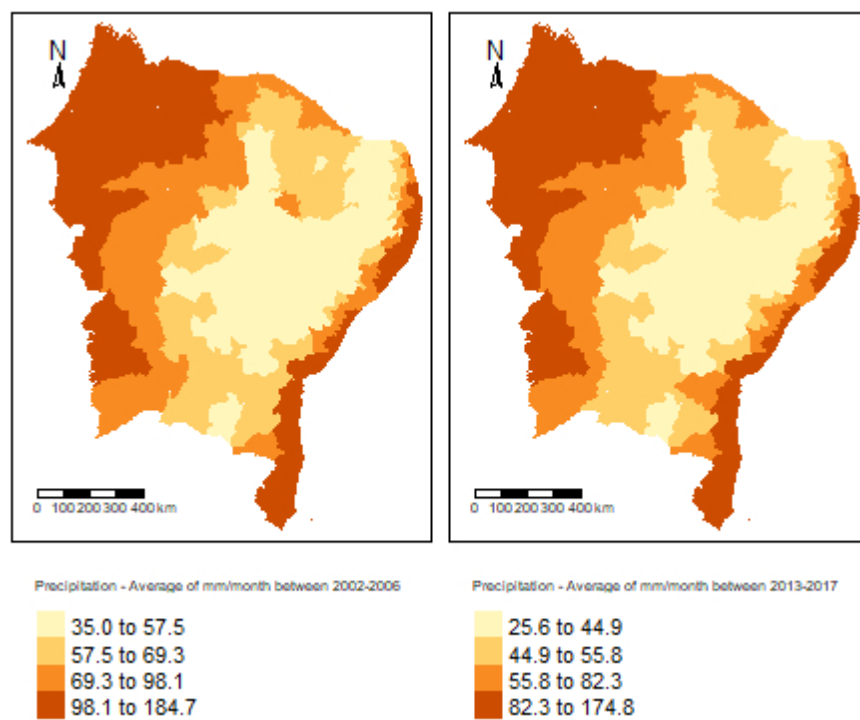 N
0 100 200 300 400 km
Precipitation - Average of mm/month between 2002-2006
35.0 to 57.5
57.5 to 69.3
69.3 to 98.1
98.1 to 184.7
N
0 100 200 300 400 km
Precipitation - Average of mm/month between 2013-2017
25.6 to 44.9
44.9 to 55.8
55.8 to 82.3
82.3 to 174.8